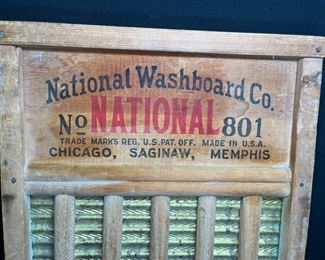 National Washboard Co.
No NATIONAL 801
TRADE MARKS REG. U.S. PAT. OFF. MADE IN U.S.A.
CHICAGO, SAGINAW, MEMPHIS